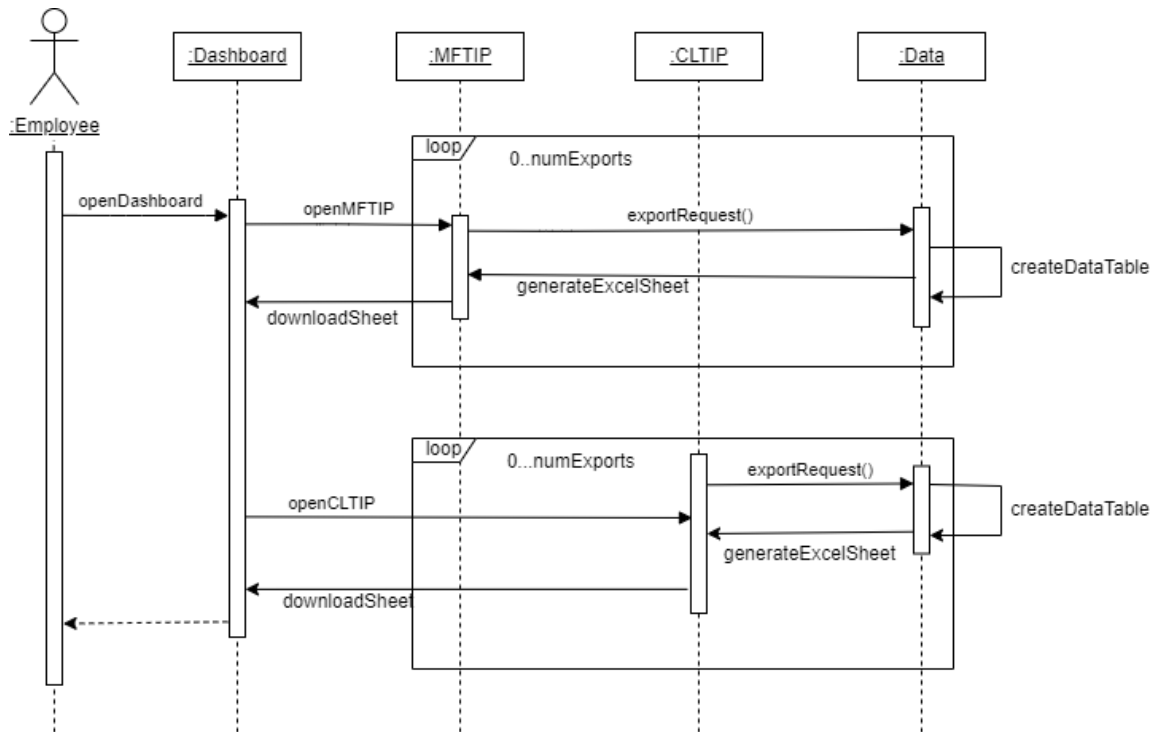 :Dashboard
:MFTIP
:CLTIP
:Data
:Employee
loop
0..numExports
openDashboard
openMFTIP
exportRequest()
createDataTable
generateExcelSheet
downloadSheet
loop
0...numExports
exportRequest()
openCLTIP
createDataTable
generateExcelSheet
downloadSheet